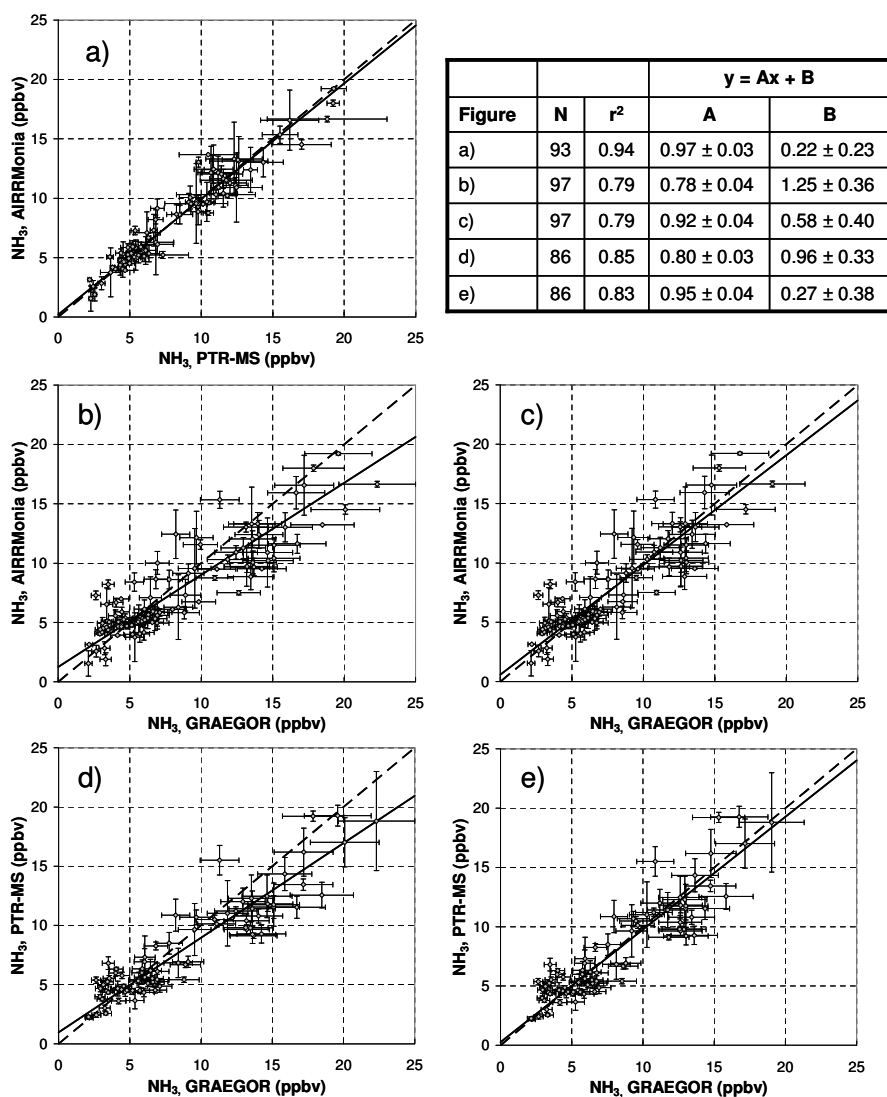 a)
25
20
15
10
5
0
0 5 10 15 20 25
NH3, AIRRMonia (ppbv)
NH3, PTR-MS (ppbv)
y = Ax + B
Figure N r² A B
a) 93 0.94 0.97 ± 0.03 0.22 ± 0.23
b) 97 0.79 0.78 ± 0.04 1.25 ± 0.36
c) 97 0.79 0.92 ± 0.04 0.58 ± 0.40
d) 86 0.85 0.80 ± 0.03 0.96 ± 0.33
e) 86 0.83 0.95 ± 0.04 0.27 ± 0.38
b)
25
20
15
10
5
0
0 5 10 15 20 25
NH3, AIRRMonia (ppbv)
NH3, GRAEGOR (ppbv)
c)
25
20
15
10
5
0
0 5 10 15 20 25
NH3, AIRRMonia (ppbv)
NH3, GRAEGOR (ppbv)
d)
25
20
15
10
5
0
0 5 10 15 20 25
NH3, PTR-MS (ppbv)
NH3, GRAEGOR (ppbv)
e)
25
20
15
10
5
0
0 5 10 15 20 25
NH3, PTR-MS (ppbv)
NH3, GRAEGOR (ppbv)